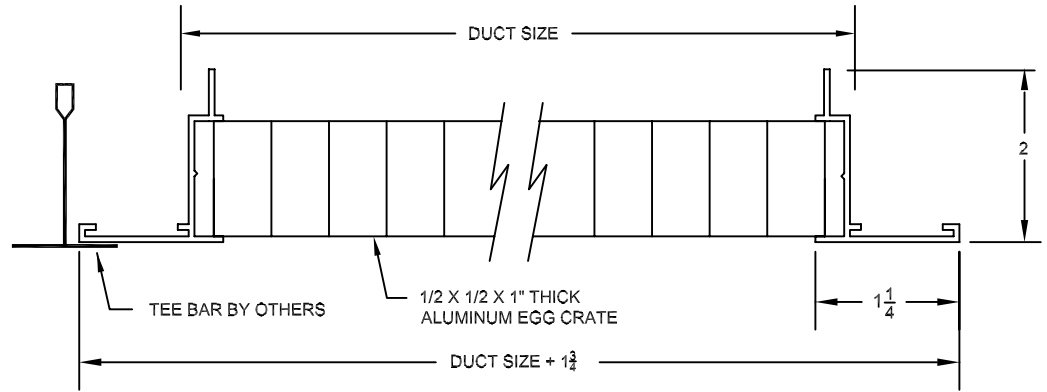 DUCT SIZE
2
1/2 X 1/2 X 1" THICK
ALUMINUM EGG CRATE
TEE BAR BY OTHERS
1 1/4
DUCT SIZE + 1 3/4